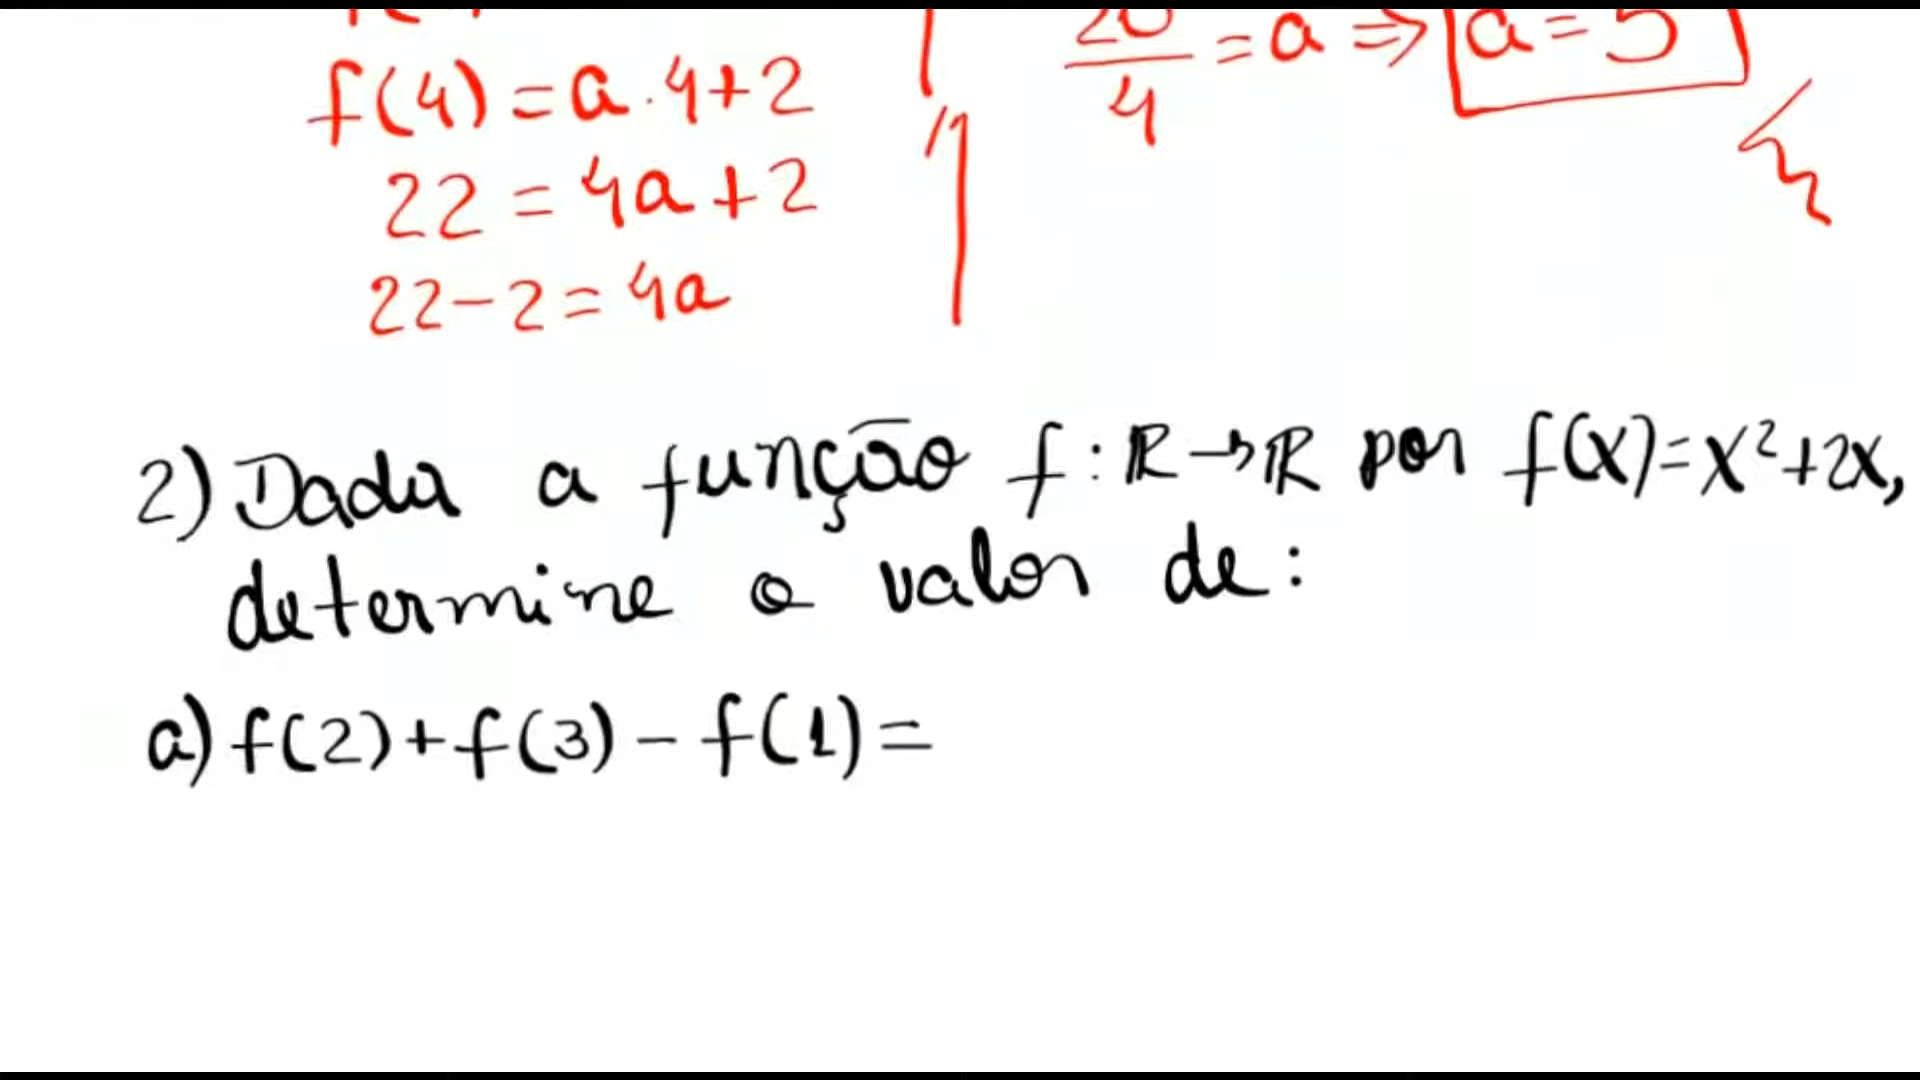 f(4) = a.4+2
22 = 4a+2
22-2 = 4a
20/4 = a ⇒ a = 5
2) Dada a função f: ℝ→ℝ por f(x)=x²+2x,
determine o valor de:
a) f(2)+f(3)-f(1)=